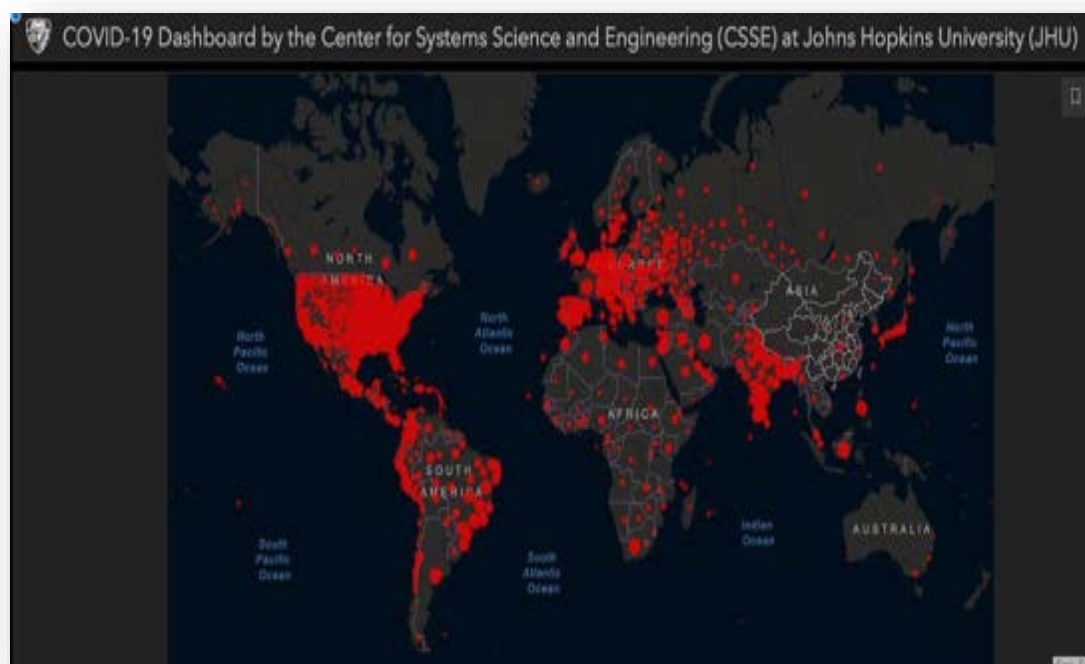 COVID-19 Dashboard by the Center for Systems Science and Engineering (CSSE) at Johns Hopkins University (JHU)
NORTH
AMERICA
EUROPE
ASIA
North
Pacific
Ocean
North
Atlantic
Ocean
North
Pacific
Ocean
AFRICA
SOUTH
AMERICA
Indian
Ocean
AUSTRALIA
South
Pacific
Ocean
South
Atlantic
Ocean